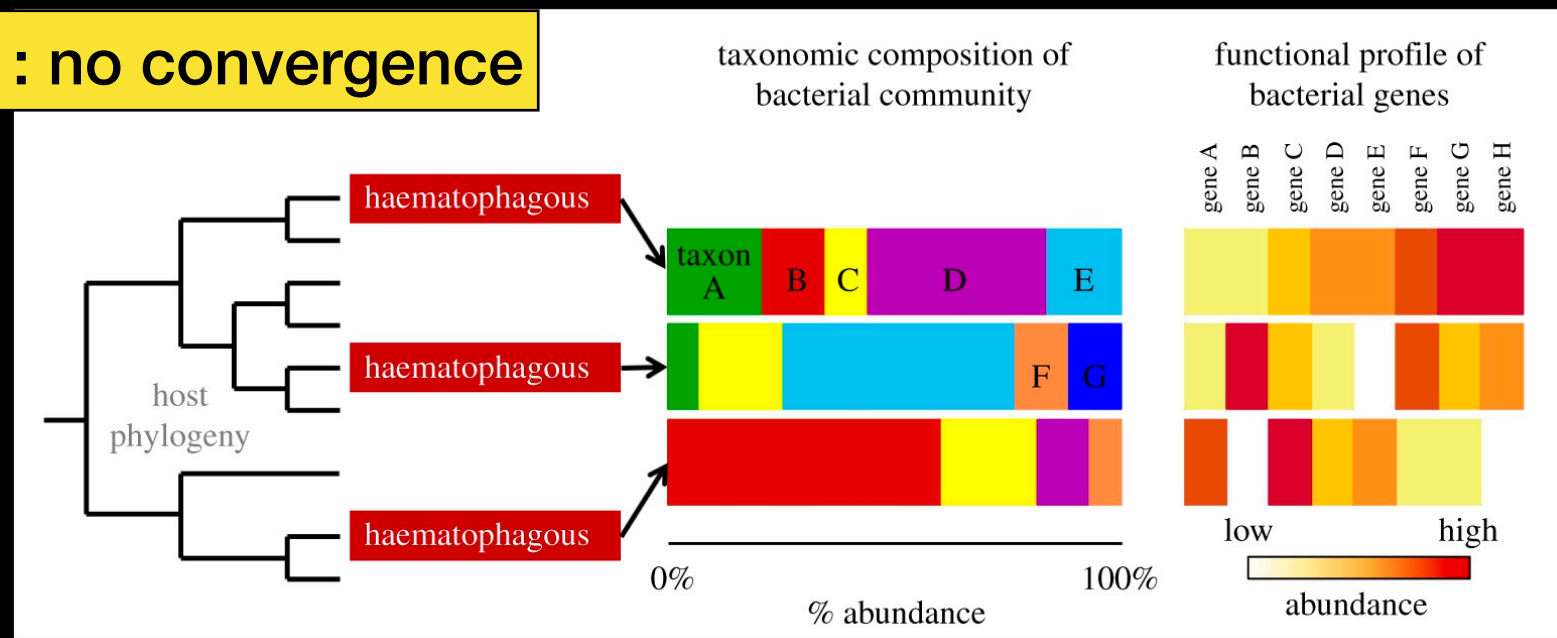 : no convergence
taxonomic composition of
bacterial community
functional profile of
bacterial genes
gene A
gene B
gene C
gene D
gene E
gene F
gene G
gene H
haematophagous
taxon
A
B
C
D
E
haematophagous
F
G
host
phylogeny
haematophagous
0%
100%
% abundance
low
high
abundance